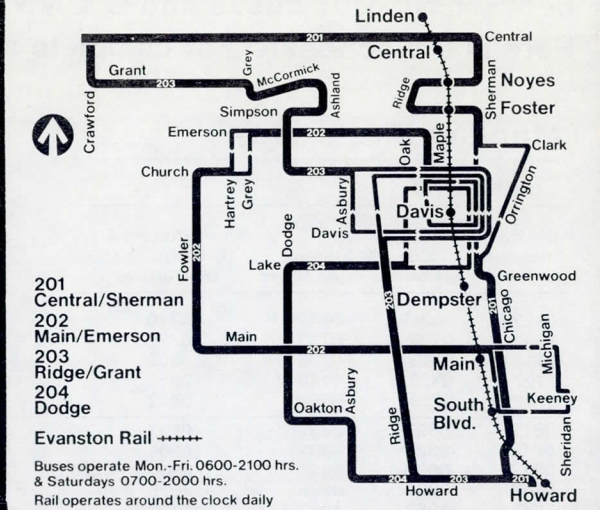 Linden
201
Central
Central
Grant
Grey
McCormick
203
Ashland
Ridge
Sherman
Noyes
Foster
Crawford
Simpson
Emerson
202
Maple
Oak
Clark
Church
203
Hartrey
Grey
Asbury
Davis
Orrington
Davis
Dodge
Fowler
202
Lake
204
203
Greenwood
Dempster
201
Chicago
201
Central/Sherman
202
Main/Emerson
203
Ridge/Grant
204
Dodge
Main
202
Main
Michigan
Asbury
Oakton
South
Blvd.
Keeney
Ridge
Sheridan
Evanston Rail
Buses operate Mon.-Fri. 0600-2100 hrs.
& Saturdays 0700-2000 hrs.
Rail operates around the clock daily
204
203
201
Howard
Howard